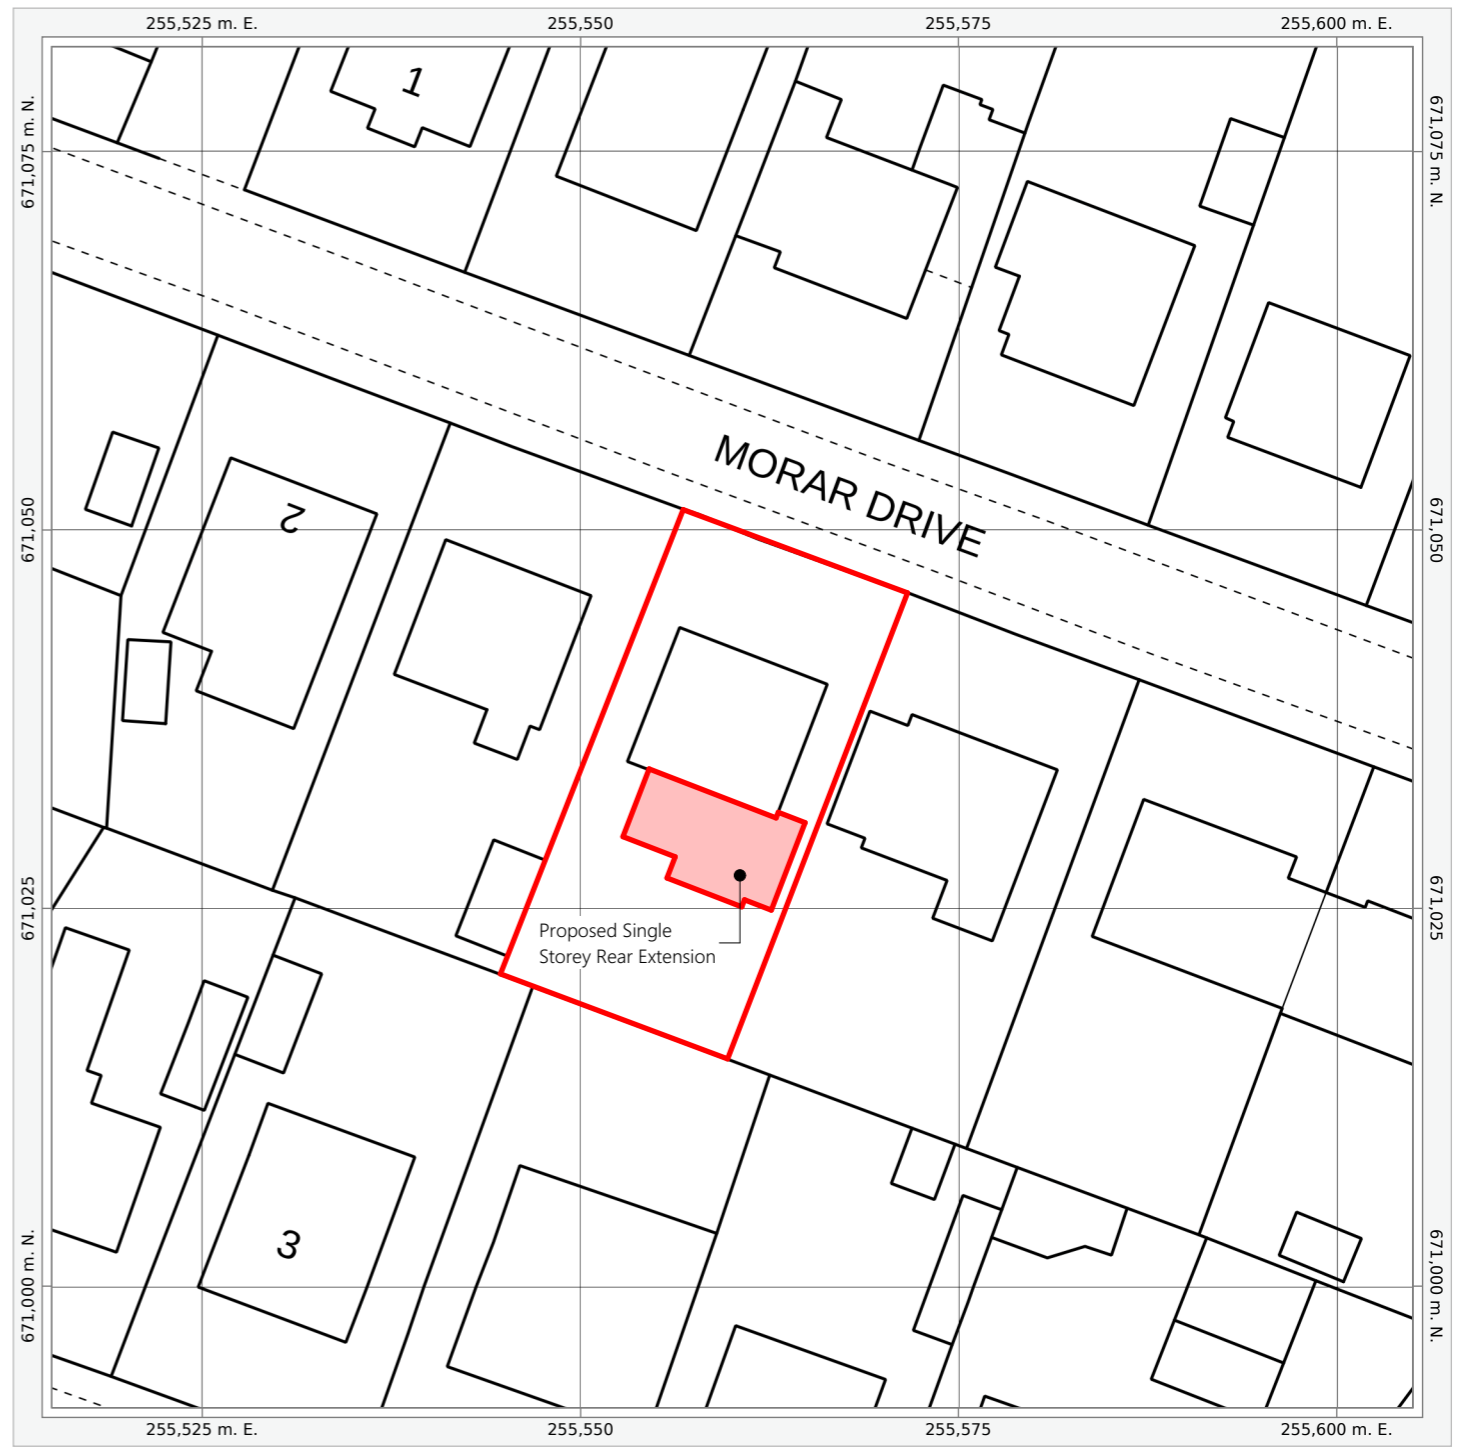 255,525 m. E.
255,550
255,575
255,600 m. E.
671,075 m. N.
671,075 m. N.
1
MORAR DRIVE
2
671,050
671,050
671,025
671,025
Proposed Single
Storey Rear Extension
3
671,000 m. N.
671,000 m. N.
255,525 m. E.
255,550
255,575
255,600 m. E.